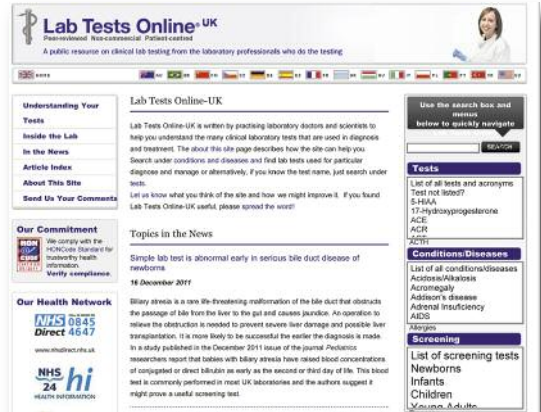 Lab Tests Online UK
Peer-reviewed Non-commercial Patient-centred
A public resource on clinical lab testing from the laboratory professionals who do the testing
HOME
Understanding Your
Tests
Inside the Lab
In the News
Article Index
About This Site
Send Us Your Comments
Our Commitment
HON
CODE
We comply with the
HONCode Standard for
trustworthy health
information.
Verify compliance.
Our Health Network
NHS 0845
Direct 4647
www.nhsdirect.nhs.uk
NHS
24
hi
HEALTH INFORMATION
Lab Tests Online-UK
Lab Tests Online-UK is written by practising laboratory doctors and scientists to
help you understand the many clinical laboratory tests that are used in diagnosis
and treatment. The about this site page describes how the site can help you.
Search under conditions and diseases and find lab tests used for particular
diagnose and manage or alternatively, if you know the test name, just search under
tests.
Let us know what you think of the site and how we might improve it. If you found
Lab Tests Online-UK useful, please spread the word!
Topics in the News
Simple lab test is abnormal early in serious bile duct disease of
newborns
16 December 2011
Biliary atresia is a rare life-threatening malformation of the bile duct that obstructs
the passage of bile from the liver to the gut and causes jaundice. An operation to
relieve the obstruction is needed to prevent severe liver damage and possible liver
transplantation. It is more likely to be successful the earlier the diagnosis is made.
In a study published in the December 2011 issue of the journal Pediatrics
researchers report that babies with biliary atresia have raised blood concentrations
of conjugated or direct bilirubin as early as the second or third day of life. This blood
test is commonly performed in most UK laboratories and the authors suggest it
might prove a useful screening test.
Use the search box and
menus
below to quickly navigate
SEARCH
Tests
List of all tests and acronyms
Test not listed?
5-HIAA
17-Hydroxyprogesterone
ACE
ACR
ACTH
Conditions/Diseases
List of all conditions/diseases
Acidosis/Alkalosis
Acromegaly
Addison's disease
Adrenal Insuficiency
AIDS
Allergies
Screening
List of screening tests
Newborns
Infants
Children
Young Adults